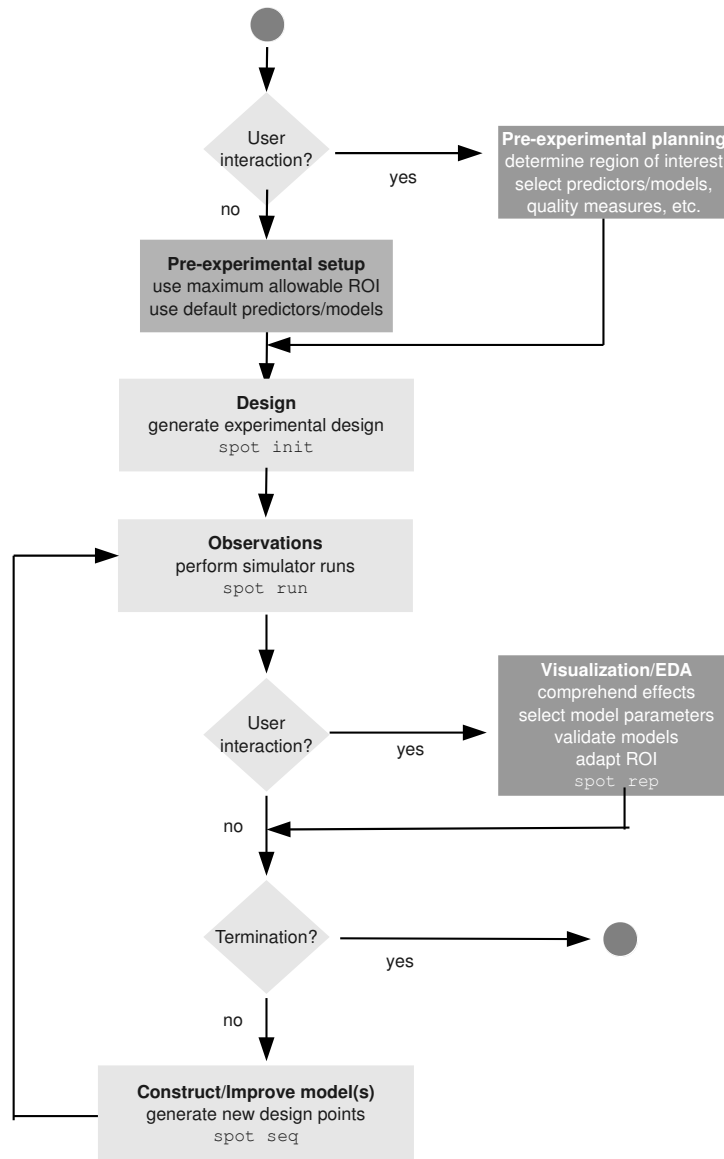 User
interaction?
yes
no
Pre-experimental planning
determine region of interest
select predictors/models,
quality measures, etc.
Pre-experimental setup
use maximum allowable ROI
use default predictors/models
Design
generate experimental design
spot init
Observations
perform simulator runs
spot run
User
interaction?
yes
no
Visualization/EDA
comprehend effects
select model parameters
validate models
adapt ROI
spot rep
Termination?
yes
no
Construct/Improve model(s)
generate new design points
spot seq